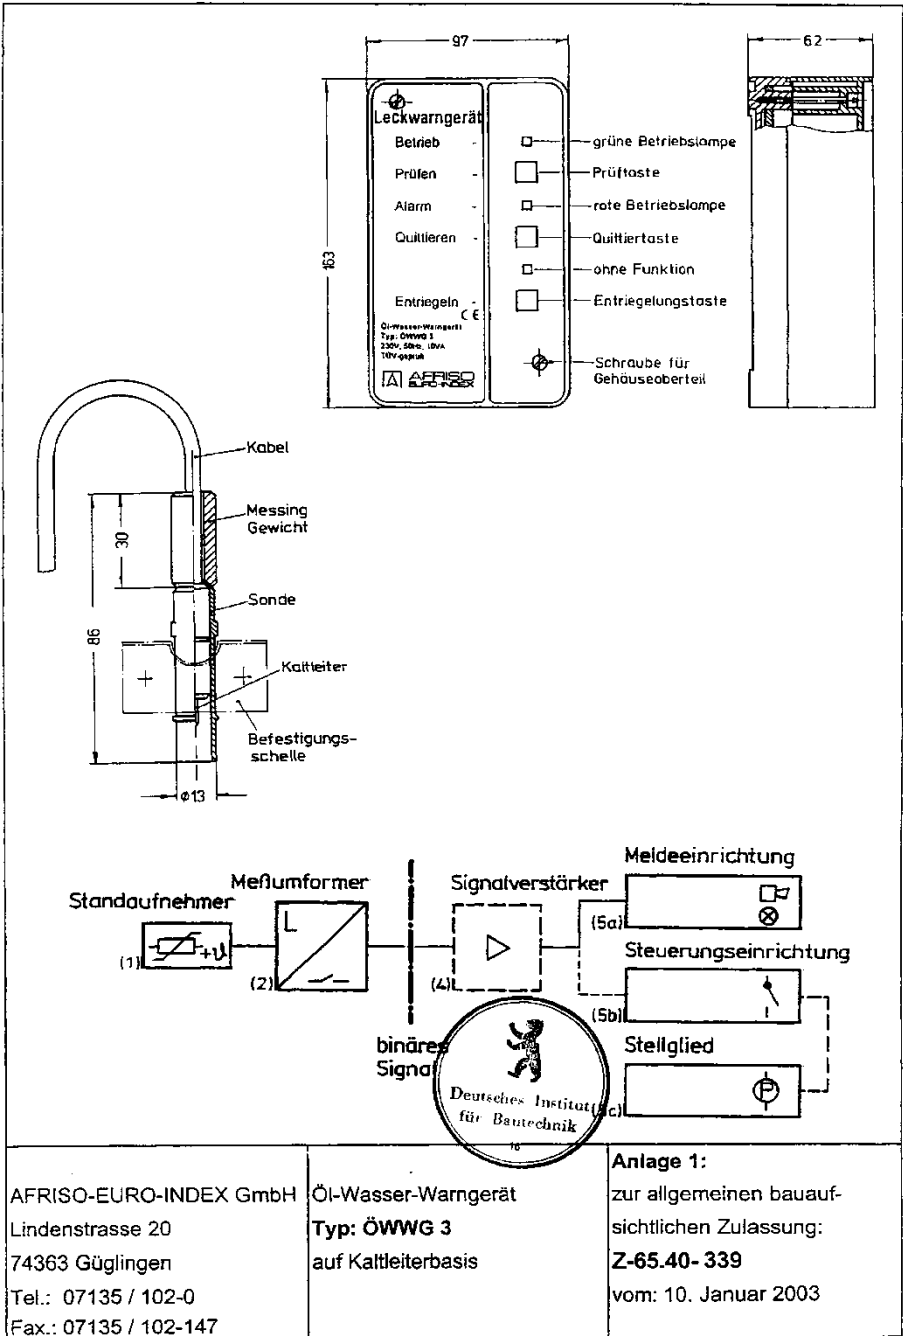 97
62
163
Leckwarngerät
Betrieb -
Prüfen -
Alarm -
Quittieren -
Entriegeln -
CE
Öl-Wasser-Warngerät
Typ: ÖWWG 3
230V, 50Hz, 10VA
TÜV-geprüft
AFRISO
EURO-INDEX
grüne Betriebslampe
Prüftaste
rote Betriebslampe
Quittiertaste
ohne Funktion
Entriegelungstaste
Schraube für
Gehäuseoberteil
Kabel
Messing
Gewicht
Sonde
Kaltleiter
Befestigungs-
schelle
30
86
ø13
Standaufnehmer
(1)
+ϑ
Meßumformer
L
(2)
binäres
Signal
Signalverstärker
(4)
Meldeeinrichtung
(5a)
Steuerungseinrichtung
(5b)
Stellglied
P
Deutsches Institut
für Bautechnik
16
AFRISO-EURO-INDEX GmbH
Lindenstrasse 20
74363 Güglingen
Tel.: 07135 / 102-0
Fax.: 07135 / 102-147
Öl-Wasser-Warngerät
Typ: ÖWWG 3
auf Kaltleiterbasis
Anlage 1:
zur allgemeinen bauauf-
sichtlichen Zulassung:
Z-65.40- 339
vom: 10. Januar 2003